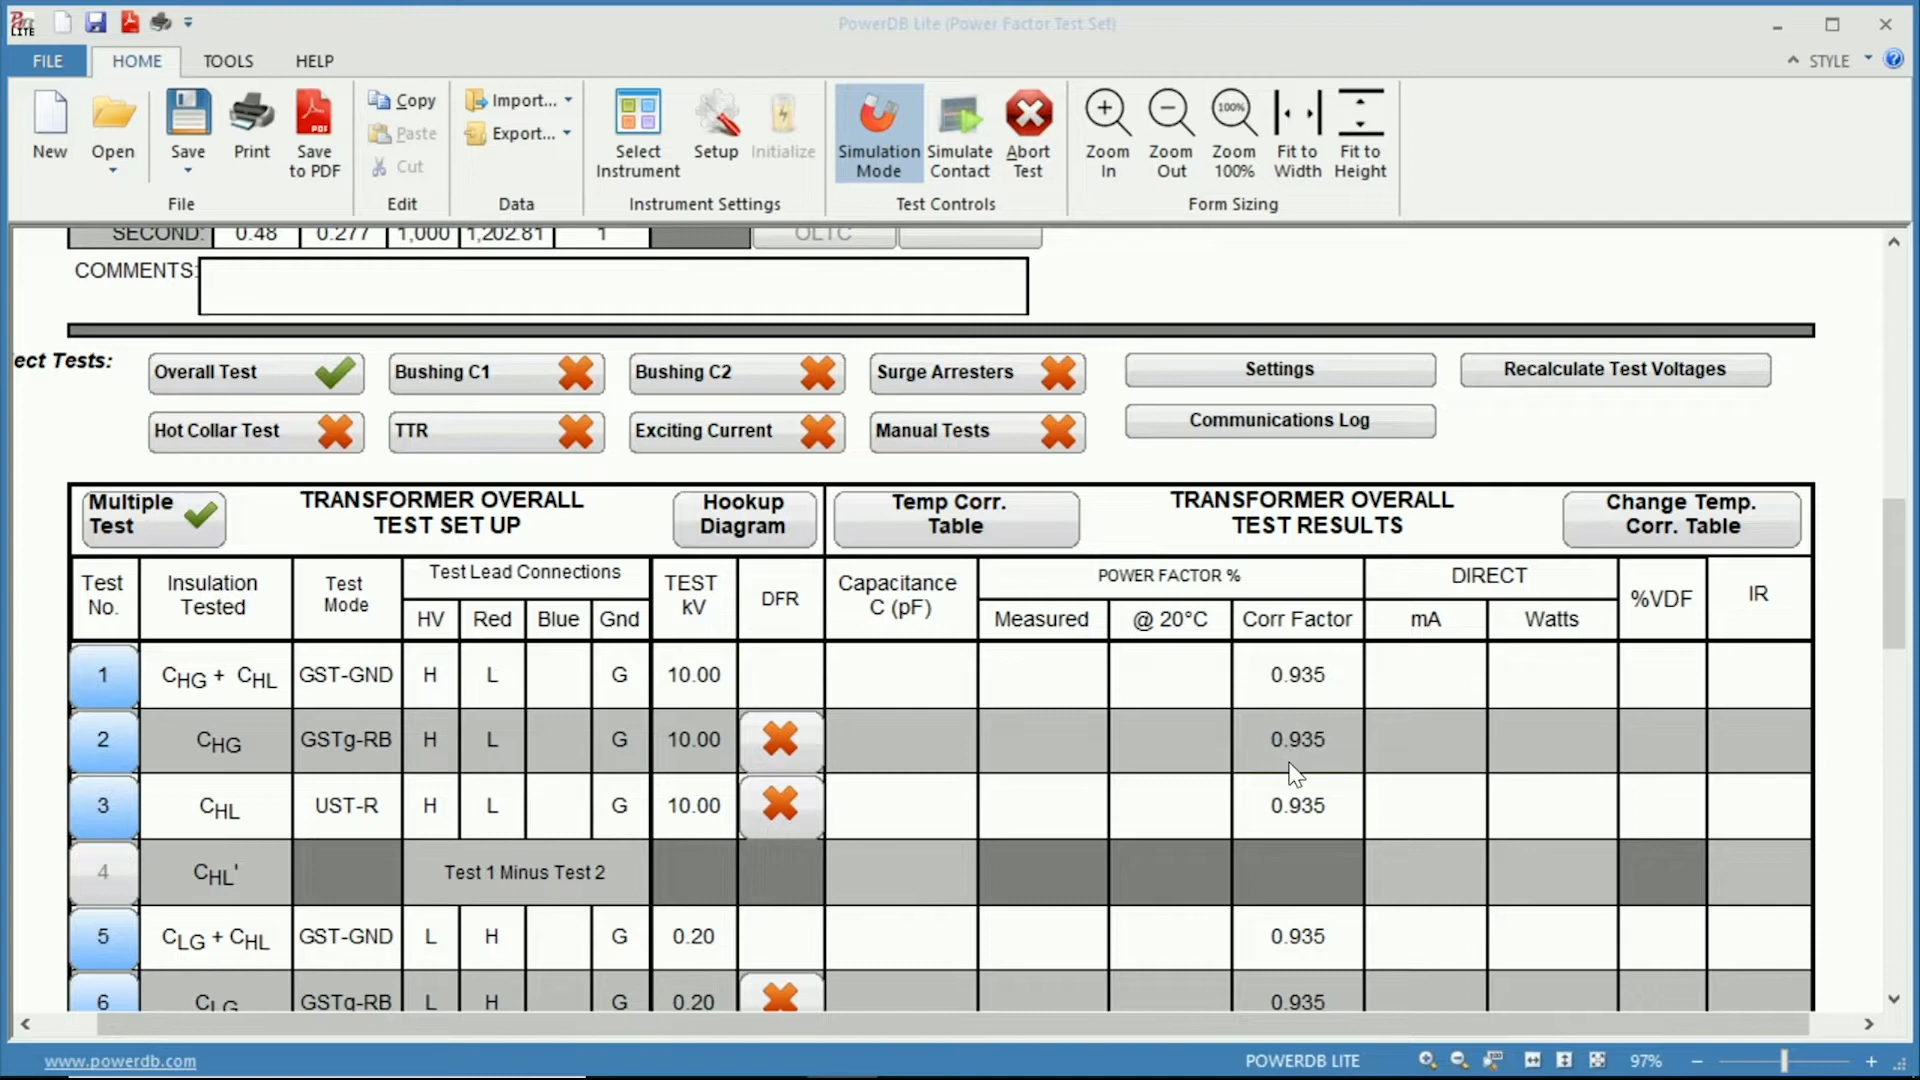 LITE
PowerDB Lite (Power Factor Test Set)
FILE HOME TOOLS HELP STYLE
New Open Save Print Save to PDF
Copy
Paste
Cut
Import...
Export...
Select Instrument Setup Initialize
Simulation Mode Simulate Contact Abort Test
Zoom In Zoom Out Zoom 100% Fit to Width Fit to Height
100%
PDF
File Edit Data Instrument Settings Test Controls Form Sizing
SECOND: 0.48 0.277 1,000 1,202.81 1 OLTC
COMMENTS:
ect Tests:
Overall Test Bushing C1 Bushing C2 Surge Arresters Settings Recalculate Test Voltages
Hot Collar Test TTR Exciting Current Manual Tests Communications Log
Multiple Test TRANSFORMER OVERALL TEST SET UP Hookup Diagram Temp Corr. Table TRANSFORMER OVERALL TEST RESULTS Change Temp. Corr. Table
Test No. Insulation Tested Test Mode Test Lead Connections TEST kV DFR Capacitance C (pF) POWER FACTOR % DIRECT %VDF IR
HV Red Blue Gnd Measured @ 20°C Corr Factor mA Watts
1 CHG + CHL GST-GND H L G 10.00 0.935
2 CHG GSTg-RB H L G 10.00 0.935
3 CHL UST-R H L G 10.00 0.935
4 CHL' Test 1 Minus Test 2
5 CLG + CHL GST-GND L H G 0.20 0.935
6 CLG GSTg-RB L H G 0.20 0.935
www.powerdb.com POWERDB LITE 97%